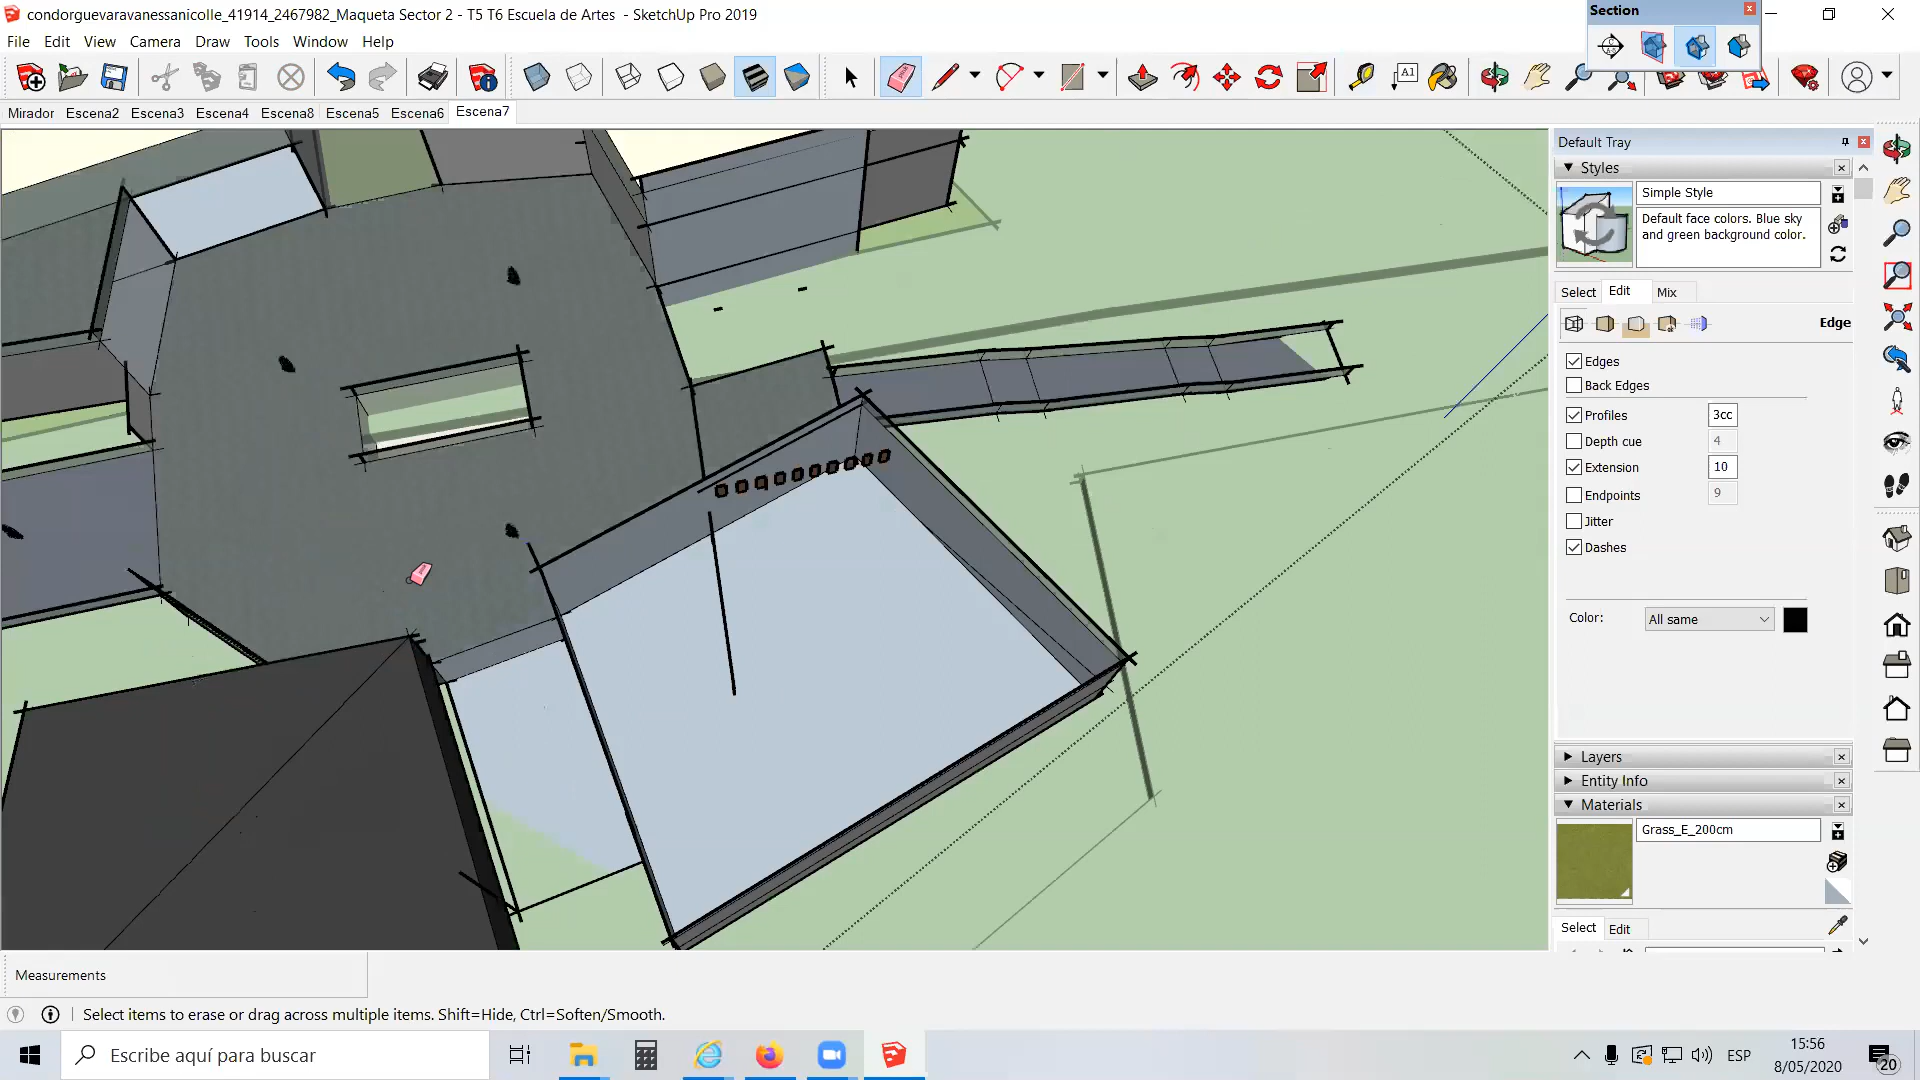 condorguevaravanessanicolle_41914_2467982_Maqueta Sector 2 - T5 T6 Escuela de Artes - SketchUp Pro 2019
Section
File Edit View Camera Draw Tools Window Help
A1
Mirador Escena2 Escena3 Escena4 Escena8 Escena5 Escena6 Escena7
Default Tray
Styles
Simple Style
Default face colors. Blue sky
and green background color.
Select Edit Mix
Edge
Edges
Back Edges
Profiles 3cc
Depth cue 4
Extension 10
Endpoints 9
Jitter
Dashes
Color: All same
Layers
Entity Info
Materials
Grass_E_200cm
Select Edit
Measurements
Select items to erase or drag across multiple items. Shift=Hide, Ctrl=Soften/Smooth.
Escribe aquí para buscar
ESP
15:56
8/05/2020
20